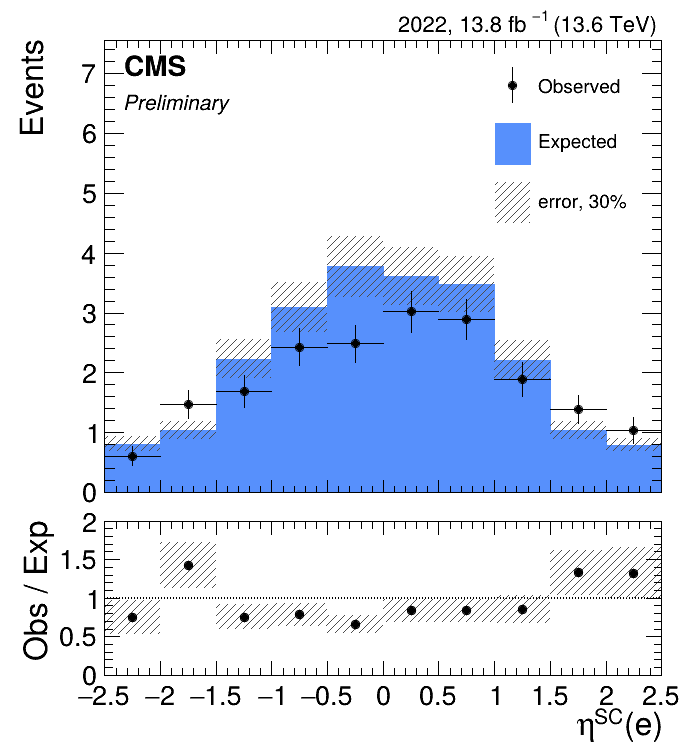 2022, 13.8 fb⁻¹ (13.6 TeV)
CMS
Preliminary
Events
Observed
Expected
error, 30%
7
6
5
4
3
2
1
0
Obs / Exp
2
1.5
1
0.5
0
−2.5 −2 −1.5 −1 −0.5 0 0.5 1 1.5 2 2.5
η^SC(e)